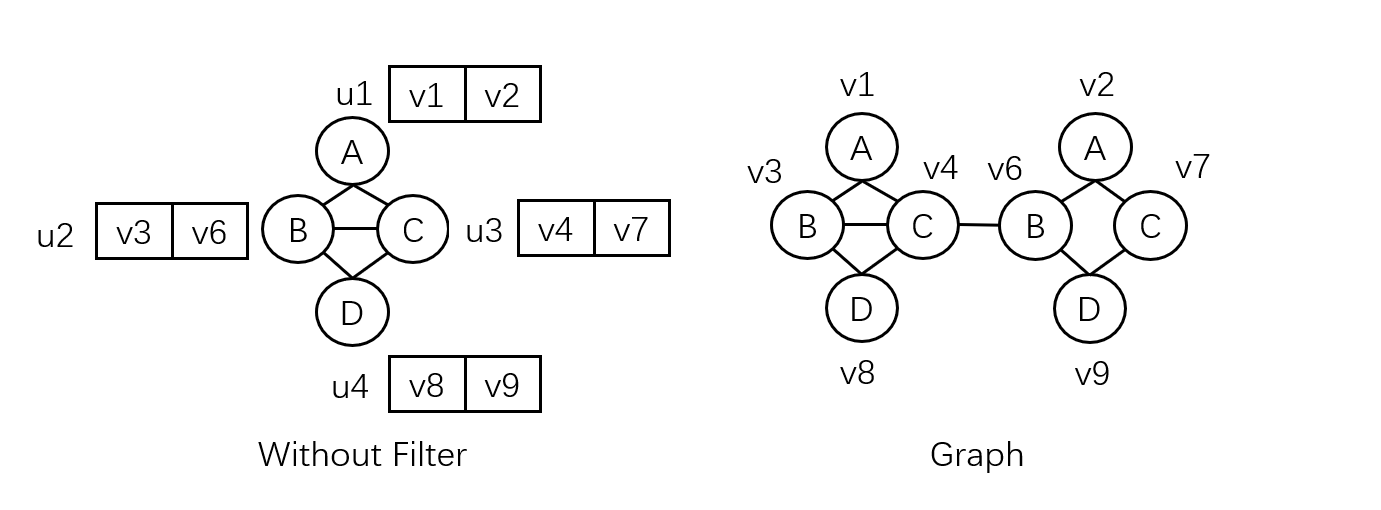 u1 v1 v2
A
u2 v3 v6 B C u3 v4 v7
D
u4 v8 v9
Without Filter
v1 v2
A A
v3 v4 v6 v7
B C B C
D D
v8 v9
Graph